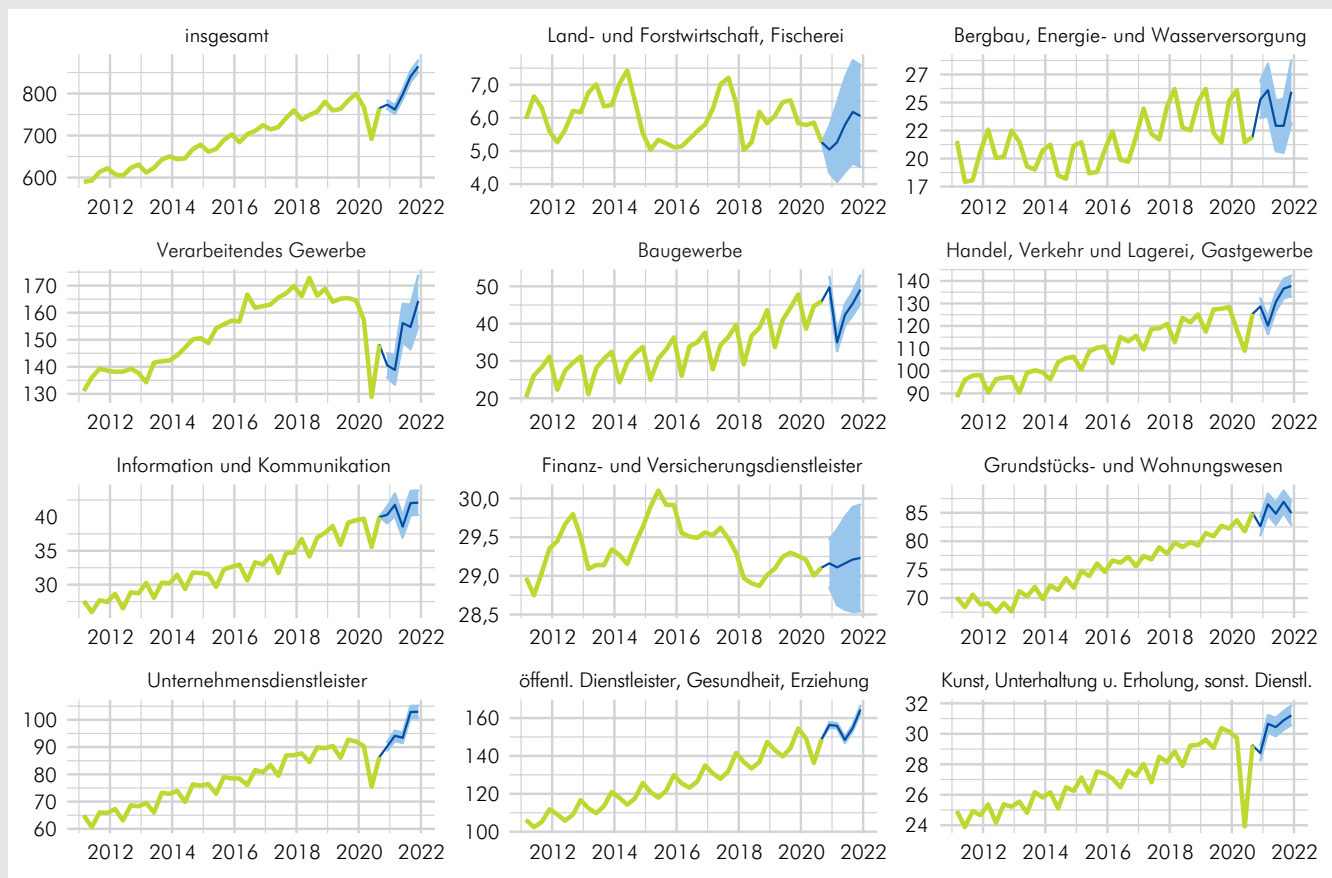 insgesamt
800
700
600
2012 2014 2016 2018 2020 2022
Land- und Forstwirtschaft, Fischerei
7,0
6,0
5,0
4,0
2012 2014 2016 2018 2020 2022
Bergbau, Energie- und Wasserversorgung
27
25
22
20
17
2012 2014 2016 2018 2020 2022
Verarbeitendes Gewerbe
170
160
150
140
130
2012 2014 2016 2018 2020 2022
Baugewerbe
50
40
30
20
2012 2014 2016 2018 2020 2022
Handel, Verkehr und Lagerei, Gastgewerbe
140
130
120
110
100
90
2012 2014 2016 2018 2020 2022
Information und Kommunikation
40
35
30
2012 2014 2016 2018 2020 2022
Finanz- und Versicherungsdienstleister
30,0
29,5
29,0
28,5
2012 2014 2016 2018 2020 2022
Grundstücks- und Wohnungswesen
85
80
75
70
2012 2014 2016 2018 2020 2022
Unternehmensdienstleister
100
90
80
70
60
2012 2014 2016 2018 2020 2022
öffentl. Dienstleister, Gesundheit, Erziehung
160
140
120
100
2012 2014 2016 2018 2020 2022
Kunst, Unterhaltung u. Erholung, sonst. Dienstl.
32
30
28
26
24
2012 2014 2016 2018 2020 2022